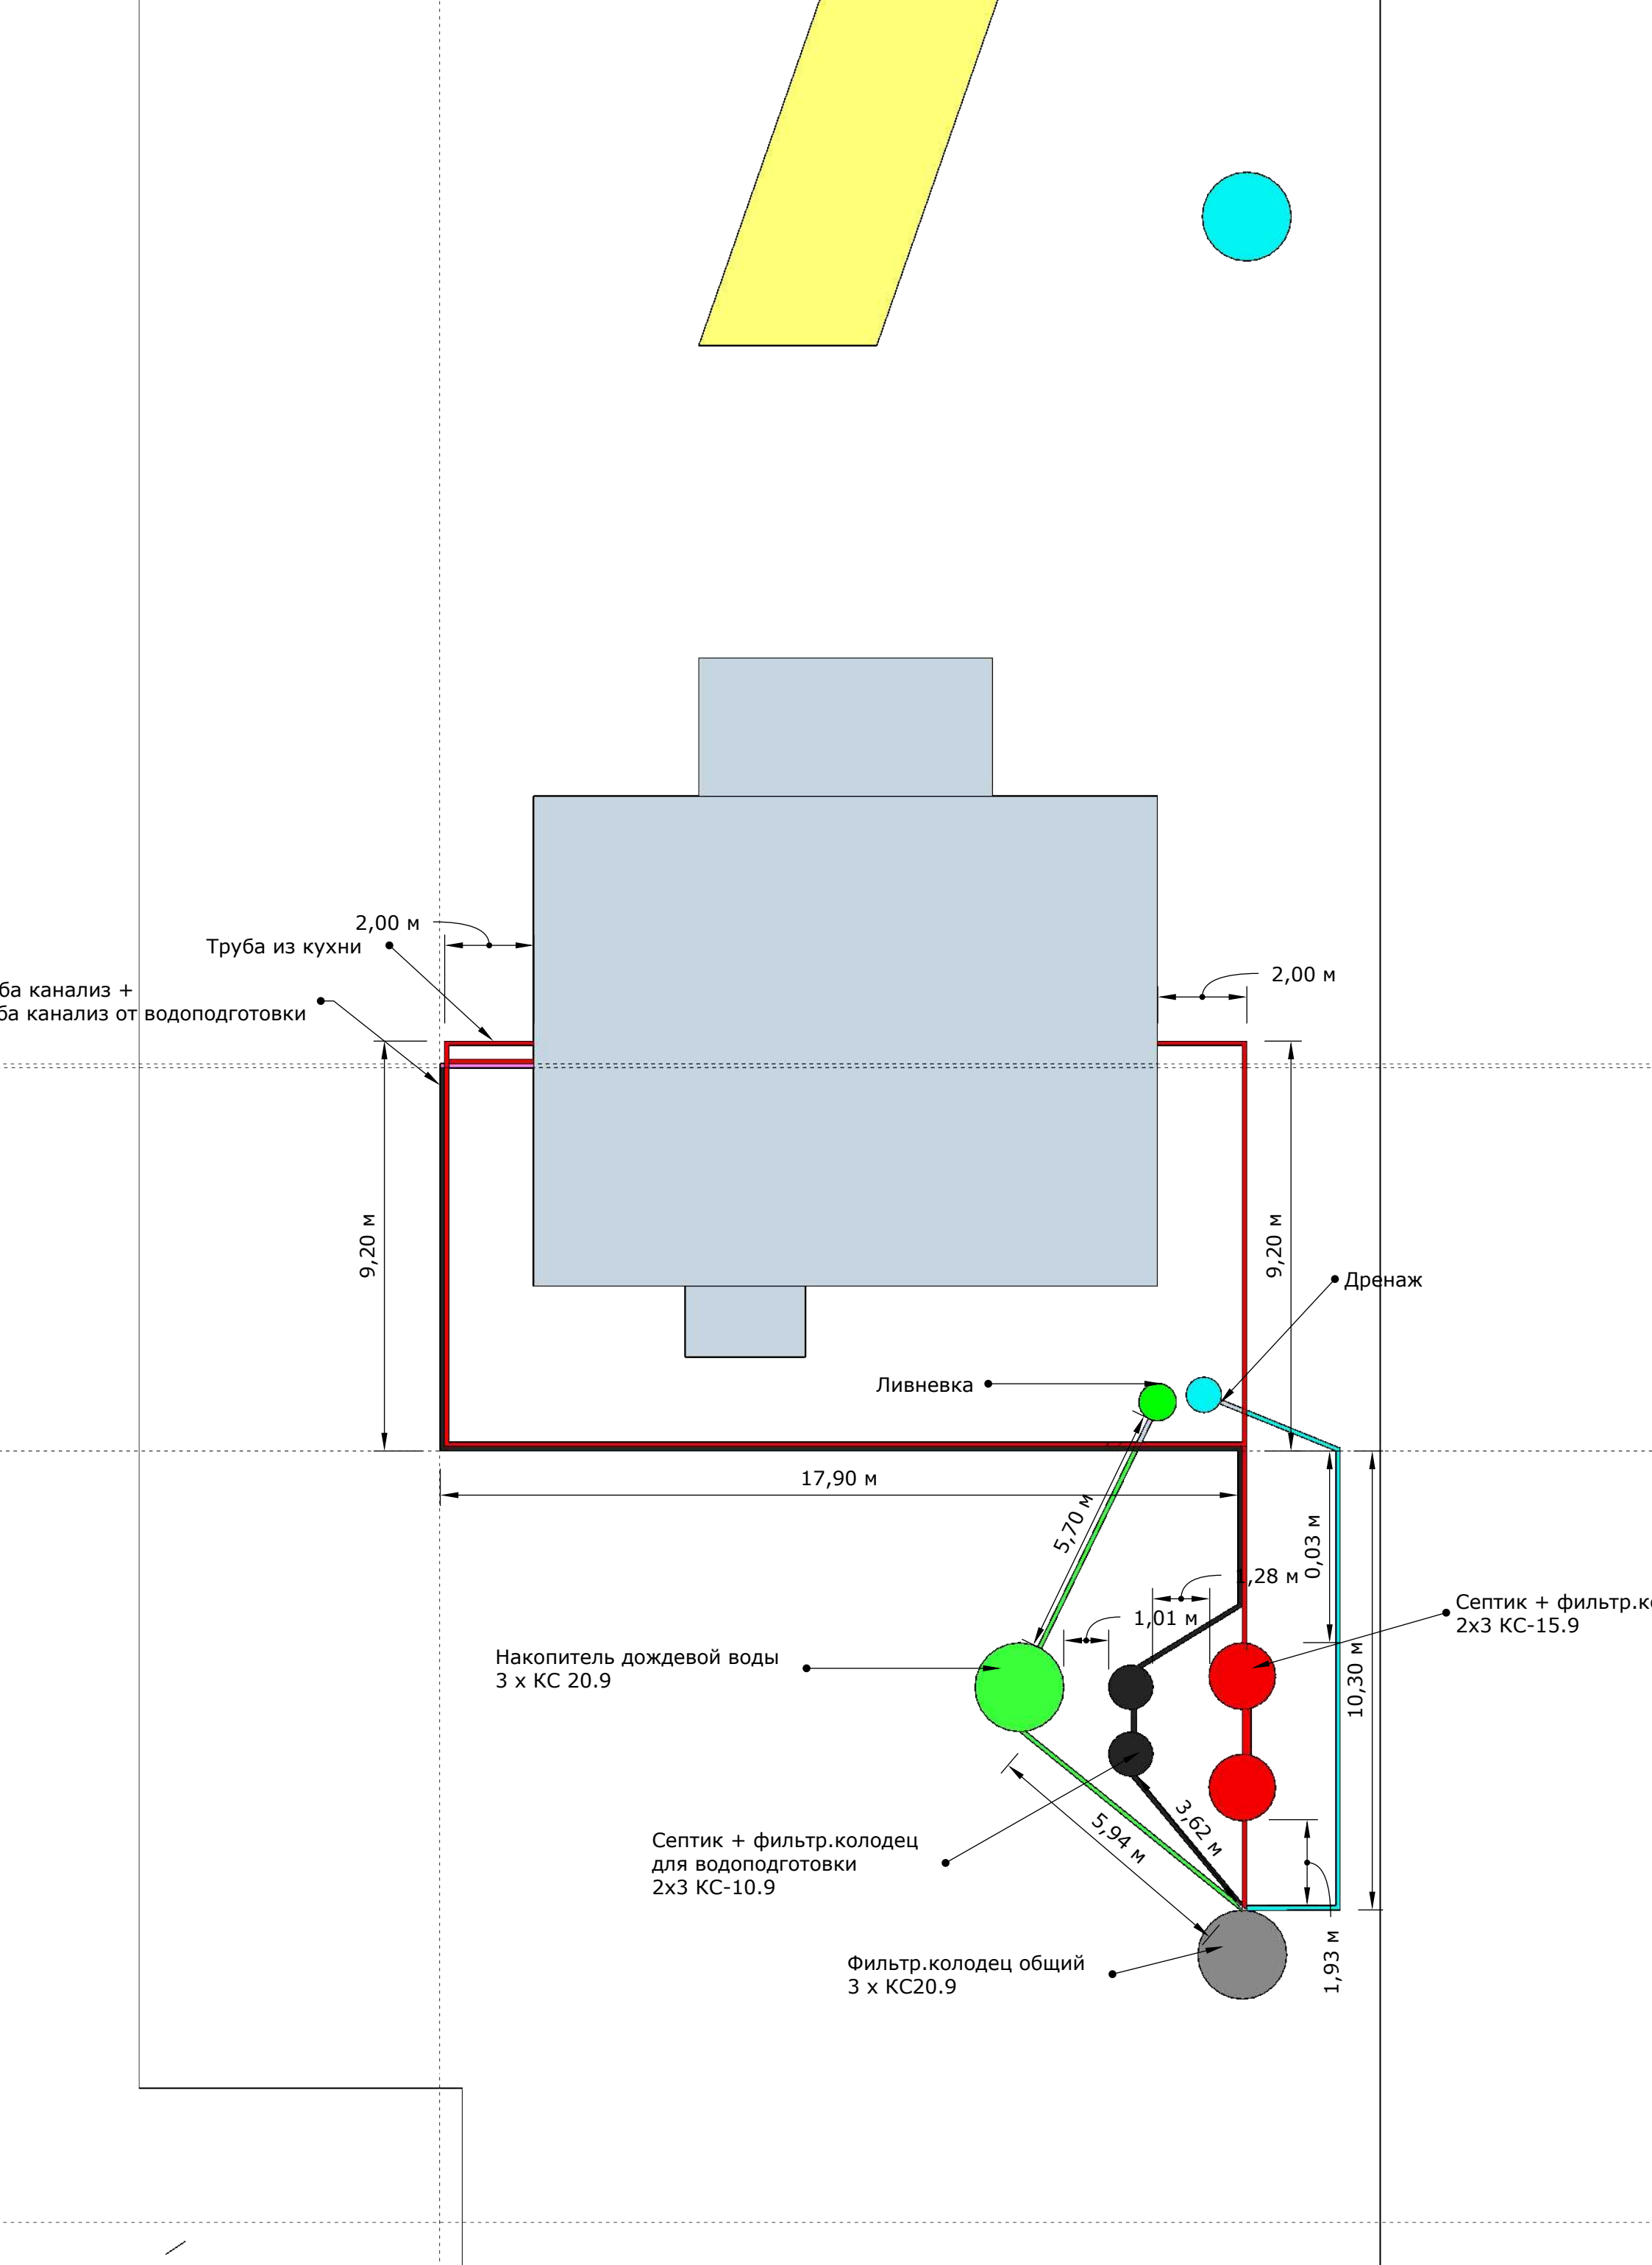 2,00 м
Труба из кухни
2,00 м
ба канализ +
ба канализ от водоподготовки
9,20 м
9,20 м
Дренаж
Ливневка
17,90 м
5,70 м
0,03 м
1,28 м
1,01 м
Септик + фильтр.к
2х3 КС-15.9
Накопитель дождевой воды
3 х КС 20.9
10,30 м
3,62 м
5,94 м
Септик + фильтр.колодец
для водоподготовки
2х3 КС-10.9
1,93 м
Фильтр.колодец общий
3 х КС20.9